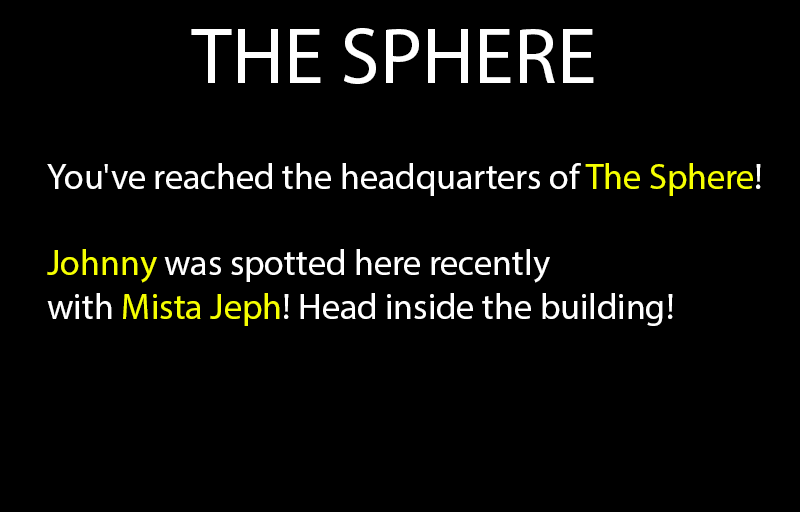 THE SPHERE
You've reached the headquarters of The Sphere!
Johnny was spotted here recently
with Mista Jeph! Head inside the building!